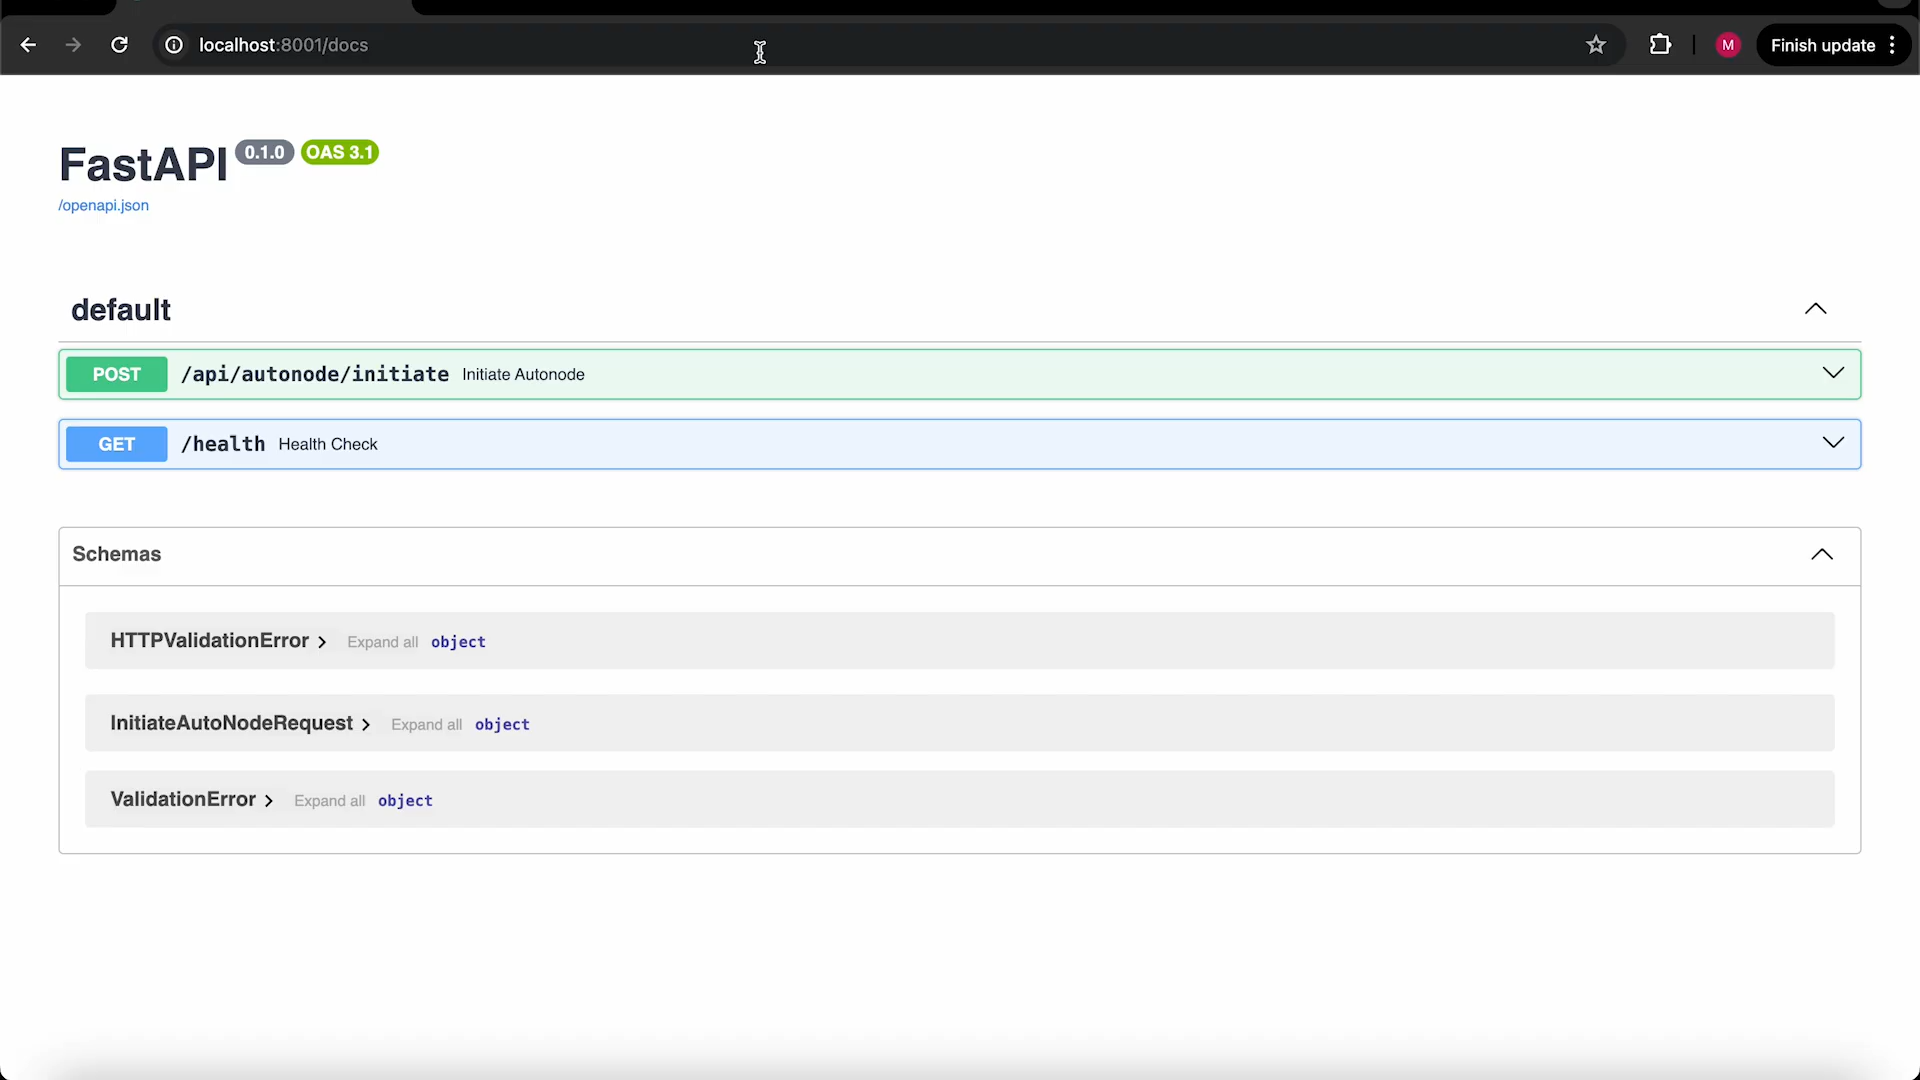 localhost:8001/docs
M
Finish update
FastAPI 0.1.0 OAS 3.1
/openapi.json
default
POST /api/autonode/initiate Initiate Autonode
GET /health Health Check
Schemas
HTTPValidationError Expand all object
InitiateAutoNodeRequest Expand all object
ValidationError Expand all object